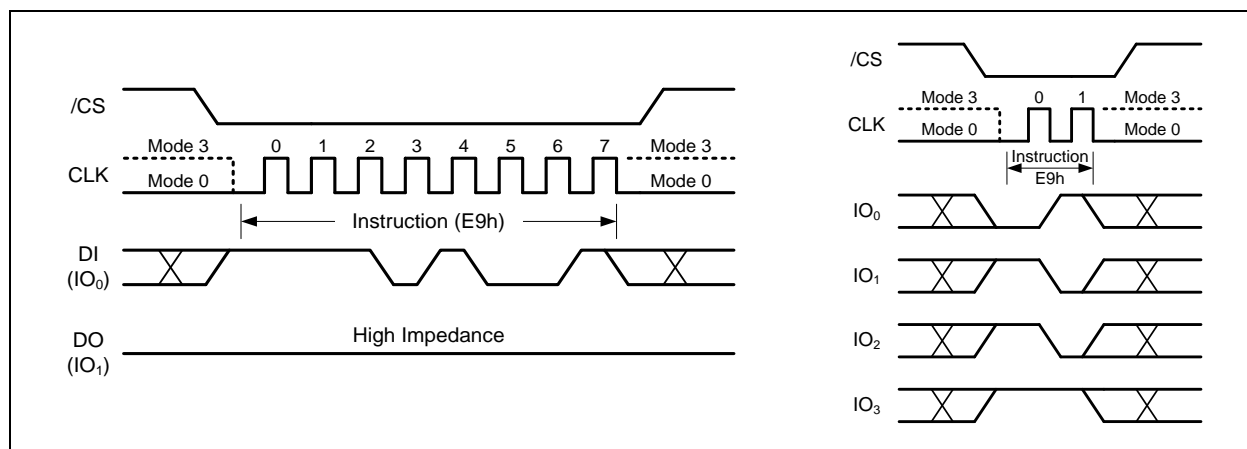 /CS
Mode 3
0 1 2 3 4 5 6 7
Mode 3
CLK
Mode 0
Mode 0
Instruction (E9h)
DI
(IO₀)
High Impedance
DO
(IO₁)
/CS
Mode 3
0 1
Mode 3
CLK
Mode 0
Mode 0
Instruction
E9h
IO₀
IO₁
IO₂
IO₃